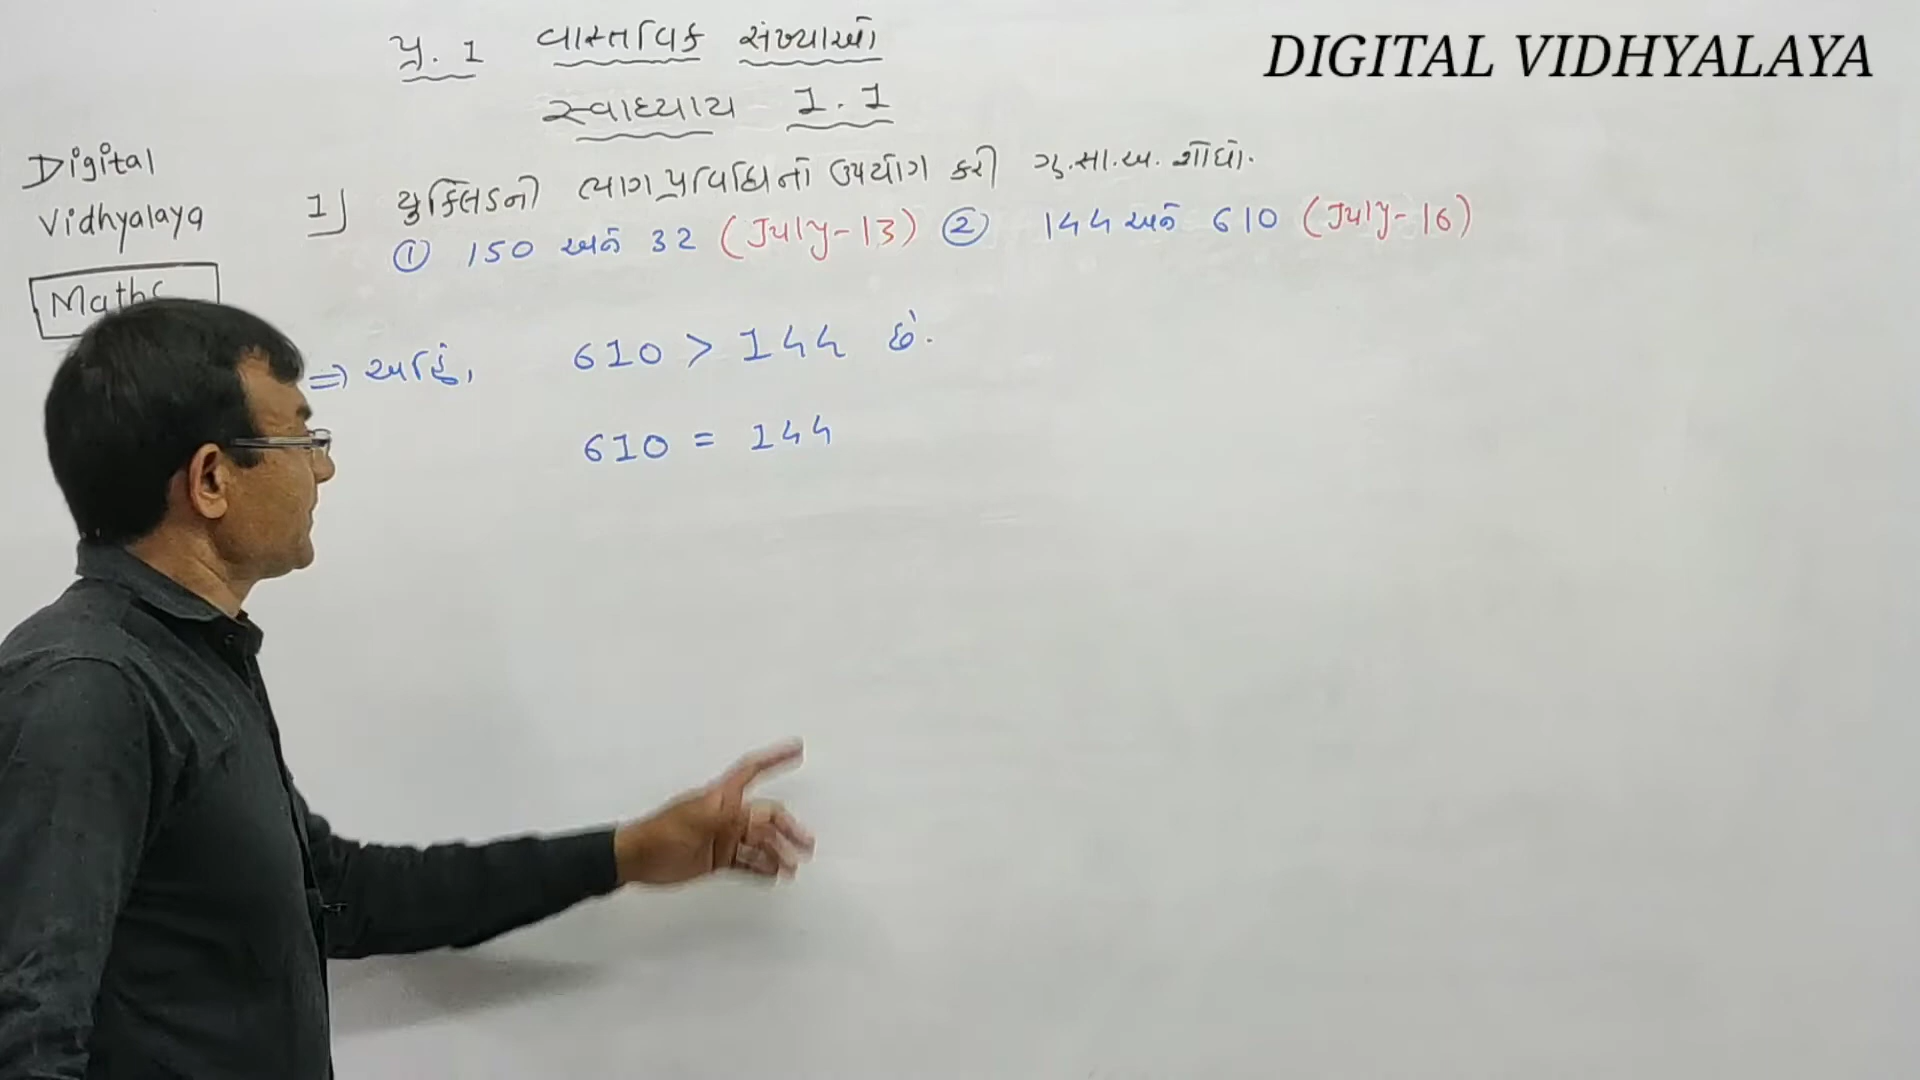 DIGITAL VIDHYALAYA
પ્ર. 1 વાસ્તવિક સંખ્યાઓ
સ્વાધ્યાય 1.1
Digital
Vidhyalaya
Maths
1] યુક્લિડની ભાગ પ્રવિધિનો ઉપયોગ કરી ગુ.સા.અ. શોધો.
① 150 અને 32 (July-13) ② 144 અને 610 (July-16)
⇒ અહિં, 610 > 144 છે.
610 = 144